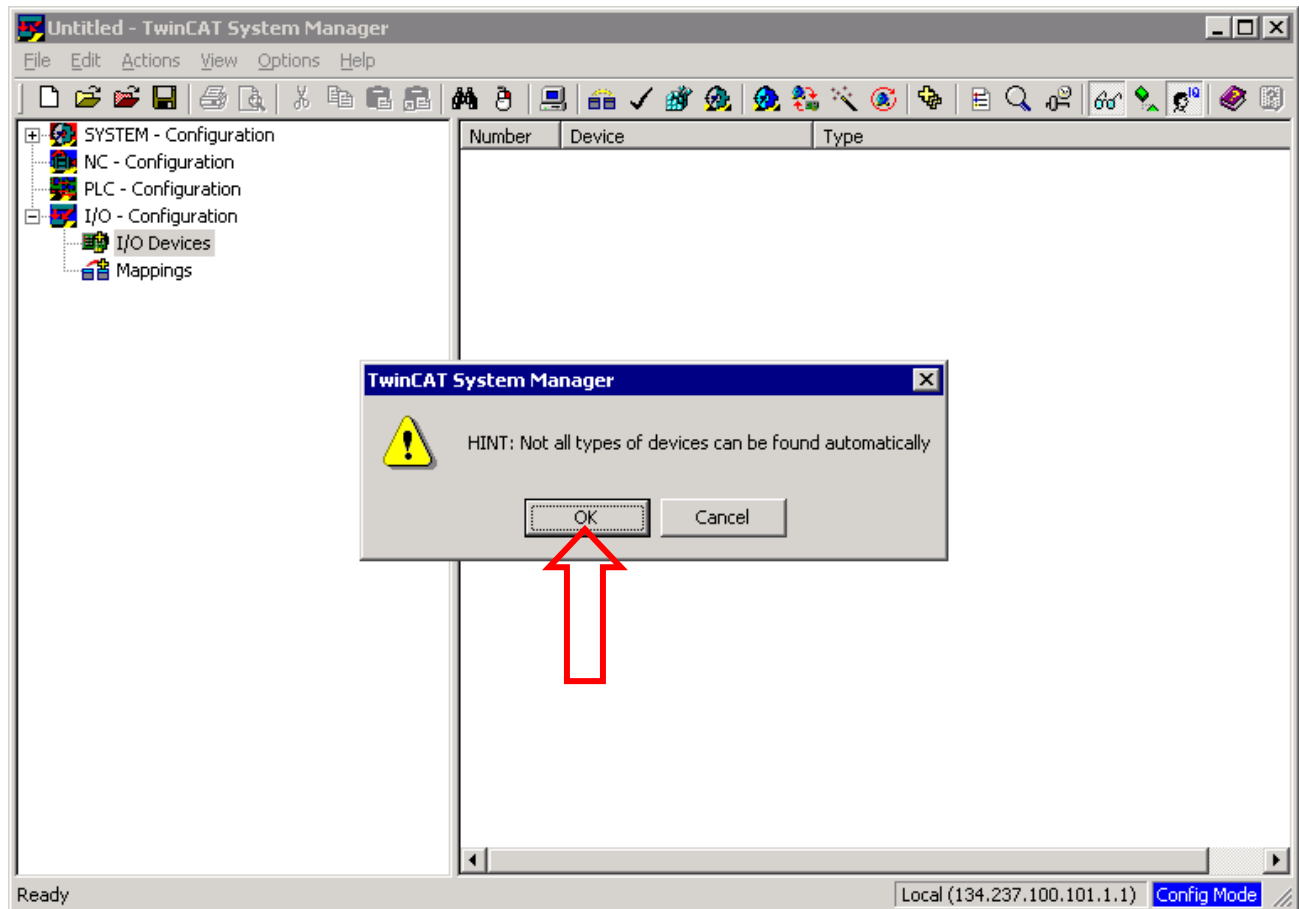 Untitled - TwinCAT System Manager
File Edit Actions View Options Help
SYSTEM - Configuration
NC - Configuration
PLC - Configuration
I/O - Configuration
I/O Devices
Mappings
Number Device Type
TwinCAT System Manager
HINT: Not all types of devices can be found automatically
OK Cancel
Ready Local (134.237.100.101.1.1) Config Mode